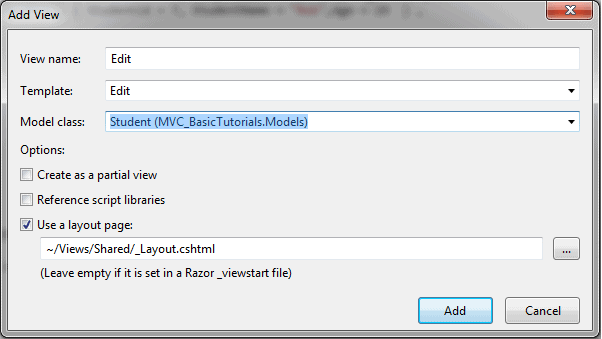 Add View
View name: Edit
Template: Edit
Model class: Student (MVC_BasicTutorials.Models)
Options:
Create as a partial view
Reference script libraries
Use a layout page:
~/Views/Shared/_Layout.cshtml ...
(Leave empty if it is set in a Razor _viewstart file)
Add Cancel